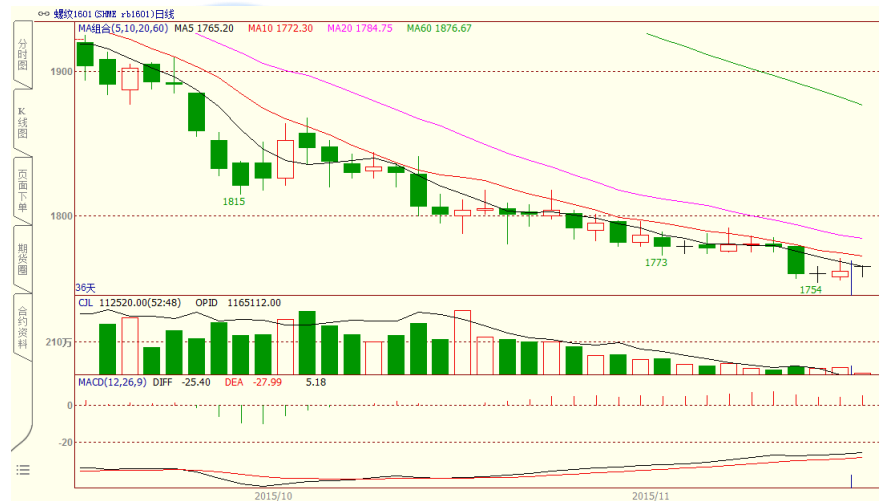 螺纹1601 (SHME rb1601)日线
MA组合(5,10,20,60) MA5 1765.20 MA10 1772.30 MA20 1784.75 MA60 1876.67
分时图
K线图
页面下单
期货圈
合约资料
1900
1815
1800
1773
1754
36天
CJL 112520.00(52:48) OPID 1165112.00
210万
MACD(12,26,9) DIFF -25.40 DEA -27.99 5.18
0
-20
2015/10 2015/11